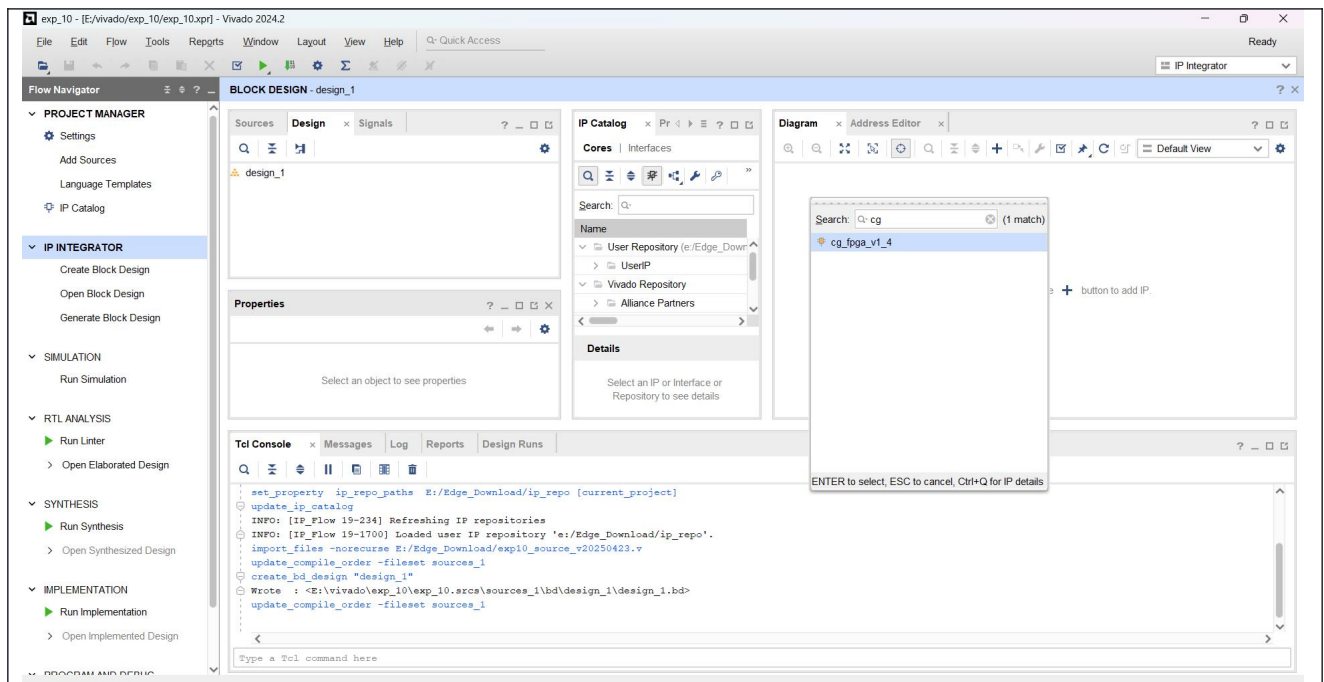 exp_10 - [E:/vivado/exp_10/exp_10.xpr] - Vivado 2024.2
File Edit Flow Tools Reports Window Layout View Help Quick Access Ready
IP Integrator
Flow Navigator
PROJECT MANAGER
Settings
Add Sources
Language Templates
IP Catalog
IP INTEGRATOR
Create Block Design
Open Block Design
Generate Block Design
SIMULATION
Run Simulation
RTL ANALYSIS
Run Linter
Open Elaborated Design
SYNTHESIS
Run Synthesis
Open Synthesized Design
IMPLEMENTATION
Run Implementation
Open Implemented Design
PROGRAM AND DEBUG
BLOCK DESIGN - design_1
Sources Design × Signals
design_1
Properties
Select an object to see properties
IP Catalog × Pr
Cores | Interfaces
Search:
Name
User Repository (e:/Edge_Down
UserIP
Vivado Repository
Alliance Partners
Details
Select an IP or Interface or
Repository to see details
Diagram × Address Editor ×
Default View
Search: cg (1 match)
cg_fpga_v1_4
ENTER to select, ESC to cancel, Ctrl+Q for IP details
button to add IP.
Tcl Console × Messages Log Reports Design Runs
set_property ip_repo_paths E:/Edge_Download/ip_repo [current_project]
update_ip_catalog
INFO: [IP_Flow 19-234] Refreshing IP repositories
INFO: [IP_Flow 19-1700] Loaded user IP repository 'e:/Edge_Download/ip_repo'.
import_files -norecurse E:/Edge_Download/exp10_source_v20250423.v
update_compile_order -fileset sources_1
create_bd_design "design_1"
Wrote : <E:\vivado\exp_10\exp_10.srcs\sources_1\bd\design_1\design_1.bd>
update_compile_order -fileset sources_1
Type a Tcl command here